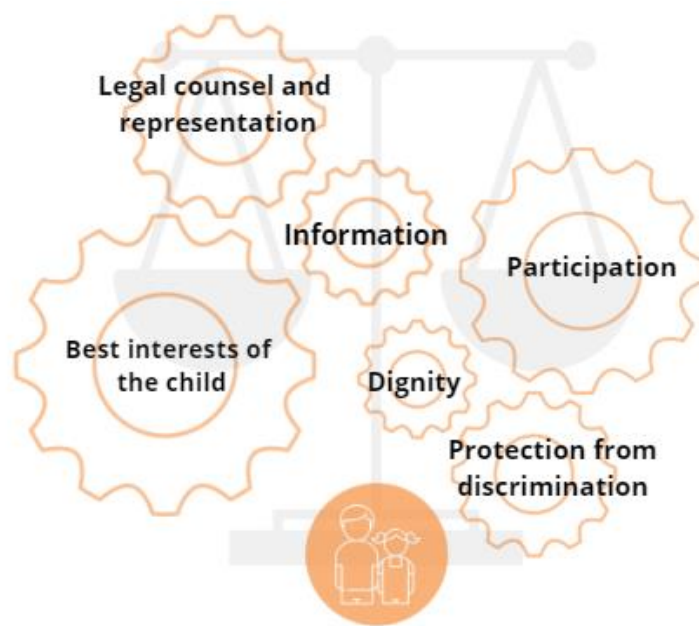 Legal counsel and
representation
Information
Participation
Best interests of
the child
Dignity
Protection from
discrimination